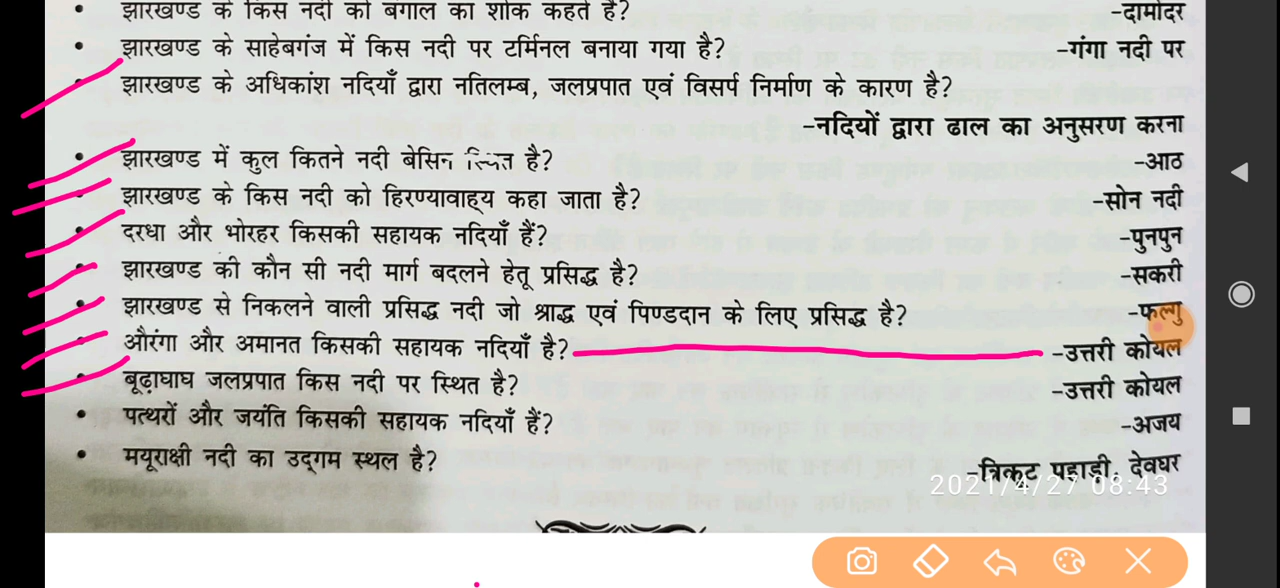 • झारखण्ड के किस नदी को बंगाल का शोक कहते हैं? -दामोदर
• झारखण्ड के साहेबगंज में किस नदी पर टर्मिनल बनाया गया है? -गंगा नदी पर
• झारखण्ड के अधिकांश नदियाँ द्वारा नतिलम्ब, जलप्रपात एवं विसर्प निर्माण के कारण है?
-नदियों द्वारा ढाल का अनुसरण करना
• झारखण्ड में कुल कितने नदी बेसिन है? -आठ
• झारखण्ड के किस नदी को हिरण्यावाह्य कहा जाता है? -सोन नदी
• दरधा और भोरहर किसकी सहायक नदियाँ हैं? -पुनपुन
• झारखण्ड की कौन सी नदी मार्ग बदलने हेतू प्रसिद्ध है? -सकरी
• झारखण्ड से निकलने वाली प्रसिद्ध नदी जो श्राद्ध एवं पिण्डदान के लिए प्रसिद्ध है? -फल्गु
• औरंगा और अमानत किसकी सहायक नदियाँ है? -उत्तरी कोयल
• बूढ़ाघाघ जलप्रपात किस नदी पर स्थित है? -उत्तरी कोयल
• पत्थरों और जयंति किसकी सहायक नदियाँ हैं? -अजय
• मयूराक्षी नदी का उद्गम स्थल है? -त्रिकूट पहाड़ी, देवघर
2021/4/27 08:43